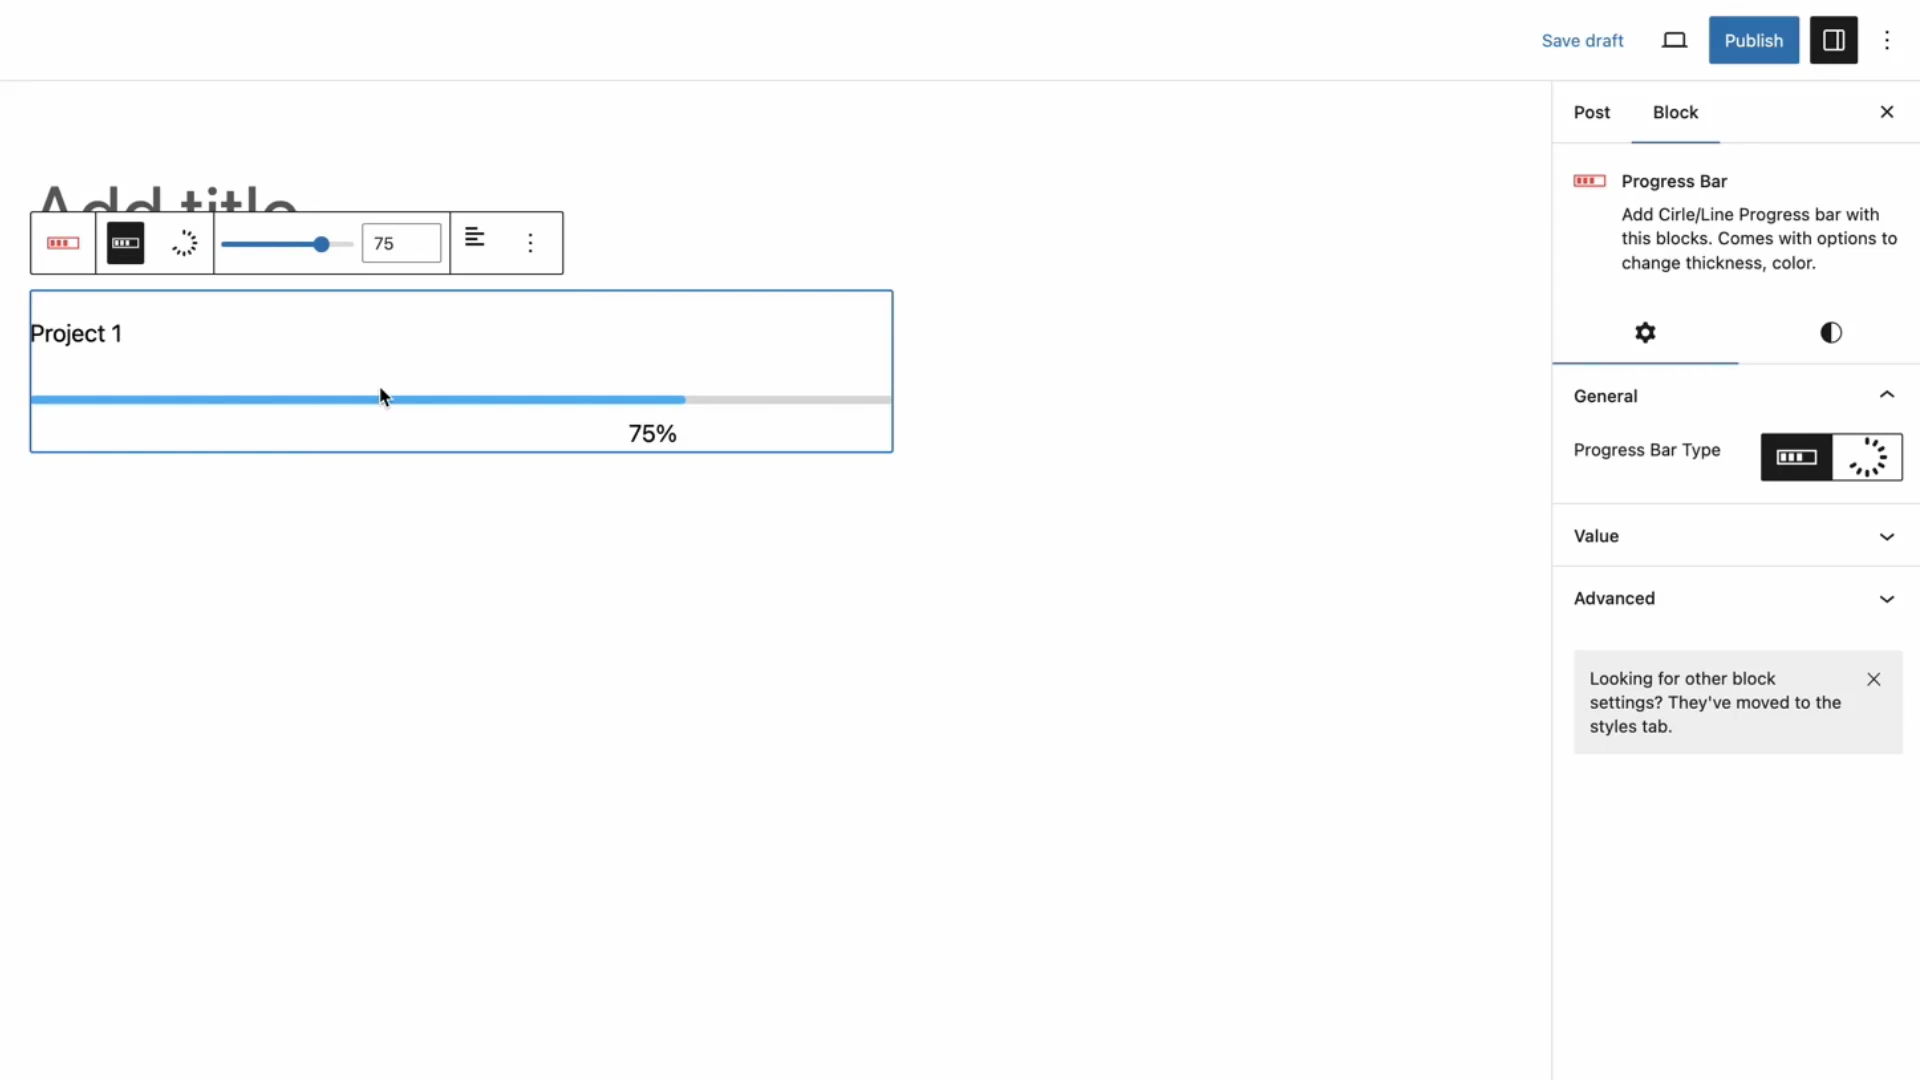 Save draft
Publish
Post
Block
Add title
75
Project 1
75%
Progress Bar
Add Cirle/Line Progress bar with
this blocks. Comes with options to
change thickness, color.
General
Progress Bar Type
Value
Advanced
Looking for other block
settings? They've moved to the
styles tab.